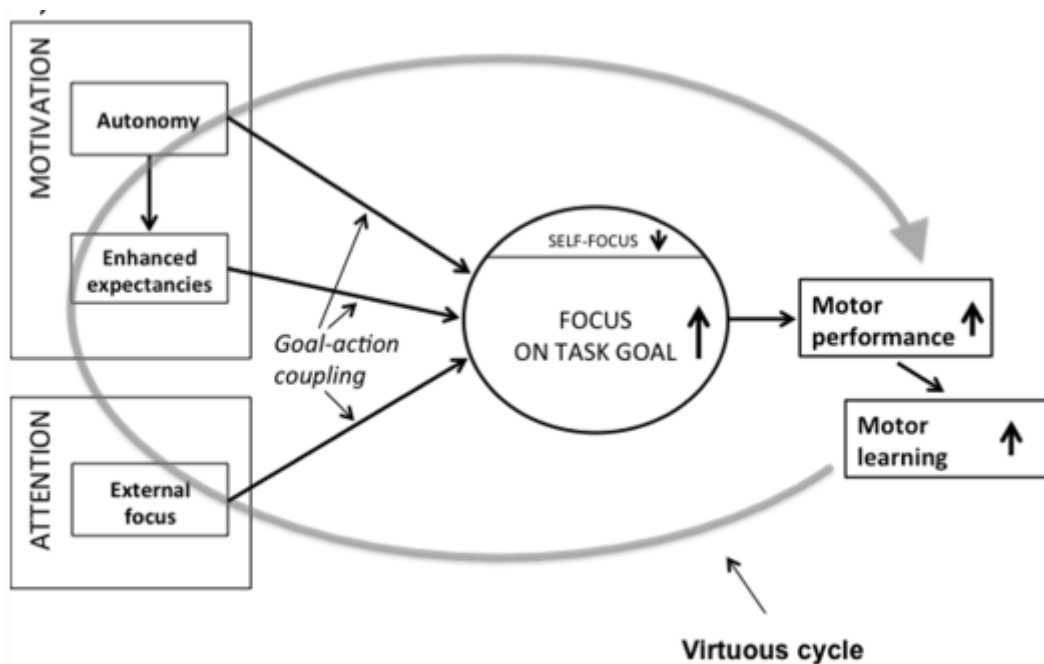 MOTIVATION
Autonomy
Enhanced
expectancies
Goal-action
coupling
ATTENTION
External
focus
SELF-FOCUS
FOCUS
ON TASK GOAL
Motor
performance
Motor
learning
Virtuous cycle